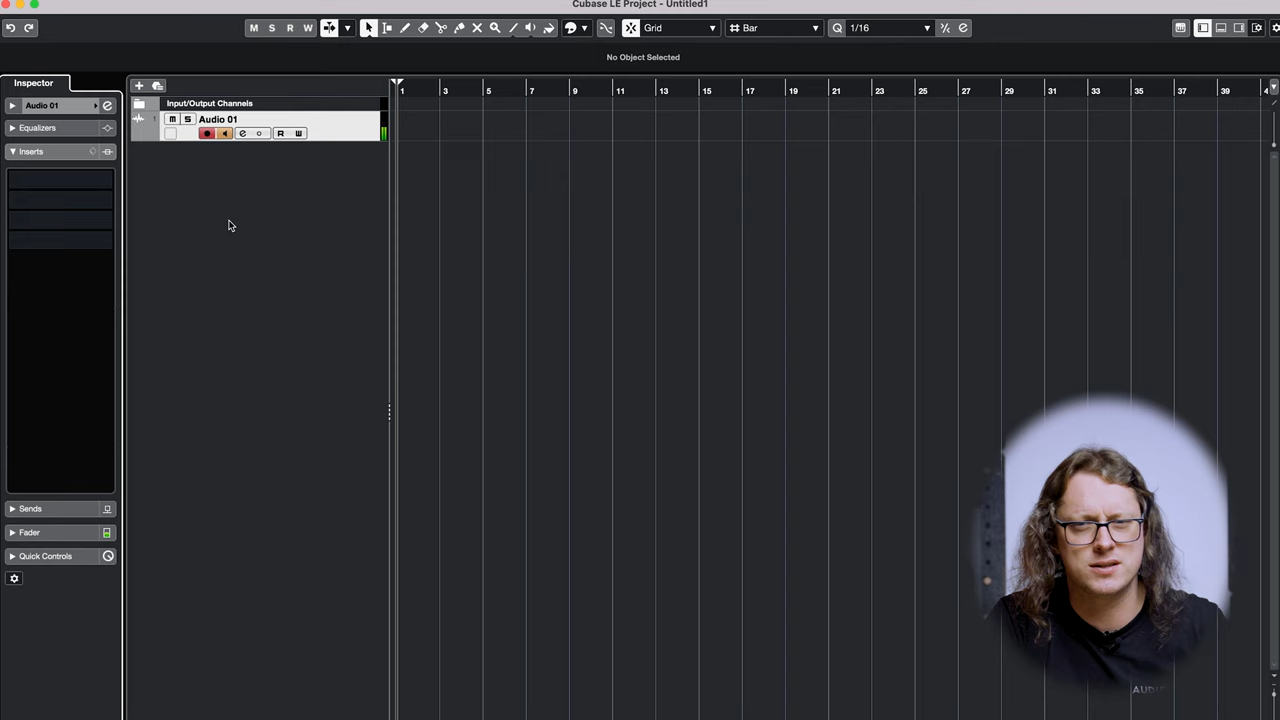 Cubase LE Project - Untitled1
M S R W Grid Bar Q 1/16
No Object Selected
Inspector
Audio 01
Equalizers
Inserts
Sends
Fader
Quick Controls
Input/Output Channels
1 M S Audio 01
e R W
1 3 5 7 9 11 13 15 17 19 21 23 25 27 29 31 33 35 37 39 4